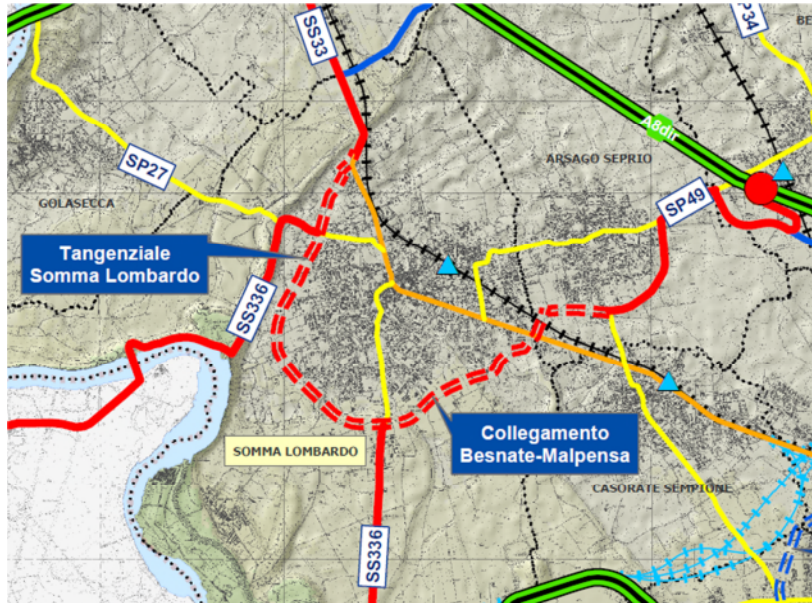 SS33
SP34
BE
A8dir
ARSAGO SEPRIO
SP27
SP49
GOLASECCA
Tangenziale
Somma Lombardo
SS336
SOMMA LOMBARDO
Collegamento
Besnate-Malpensa
CASORATE SEMPIONE
SS336